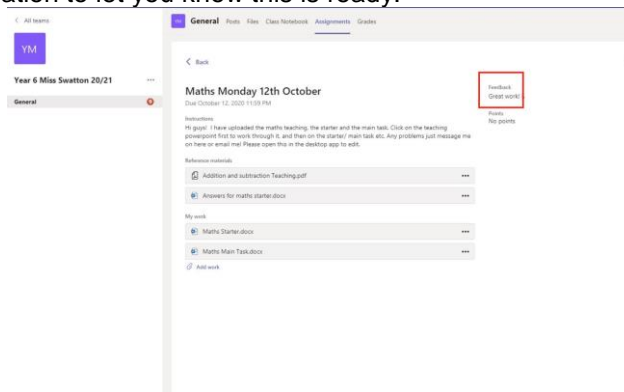 ation to let you know this is ready.
All teams
YM
Year 6 Miss Swatton 20/21
General
YM General Posts Files Class Notebook Assignments Grades
Back
Maths Monday 12th October
Due October 12, 2020 11:59 PM
Instructions
Hi guys! I have uploaded the maths teaching, the starter and the main task. Click on the teaching
powerpoint first to work through it, and then on the starter/ main task etc. Any problems just message me
on here or email me! Please open this in the desktop app to edit.
Reference materials
Addition and subtraction Teaching.pdf
Answers for maths starter.docx
My work
Maths Starter.docx
Maths Main Task.docx
Add work
Feedback
Great work!
Points
No points